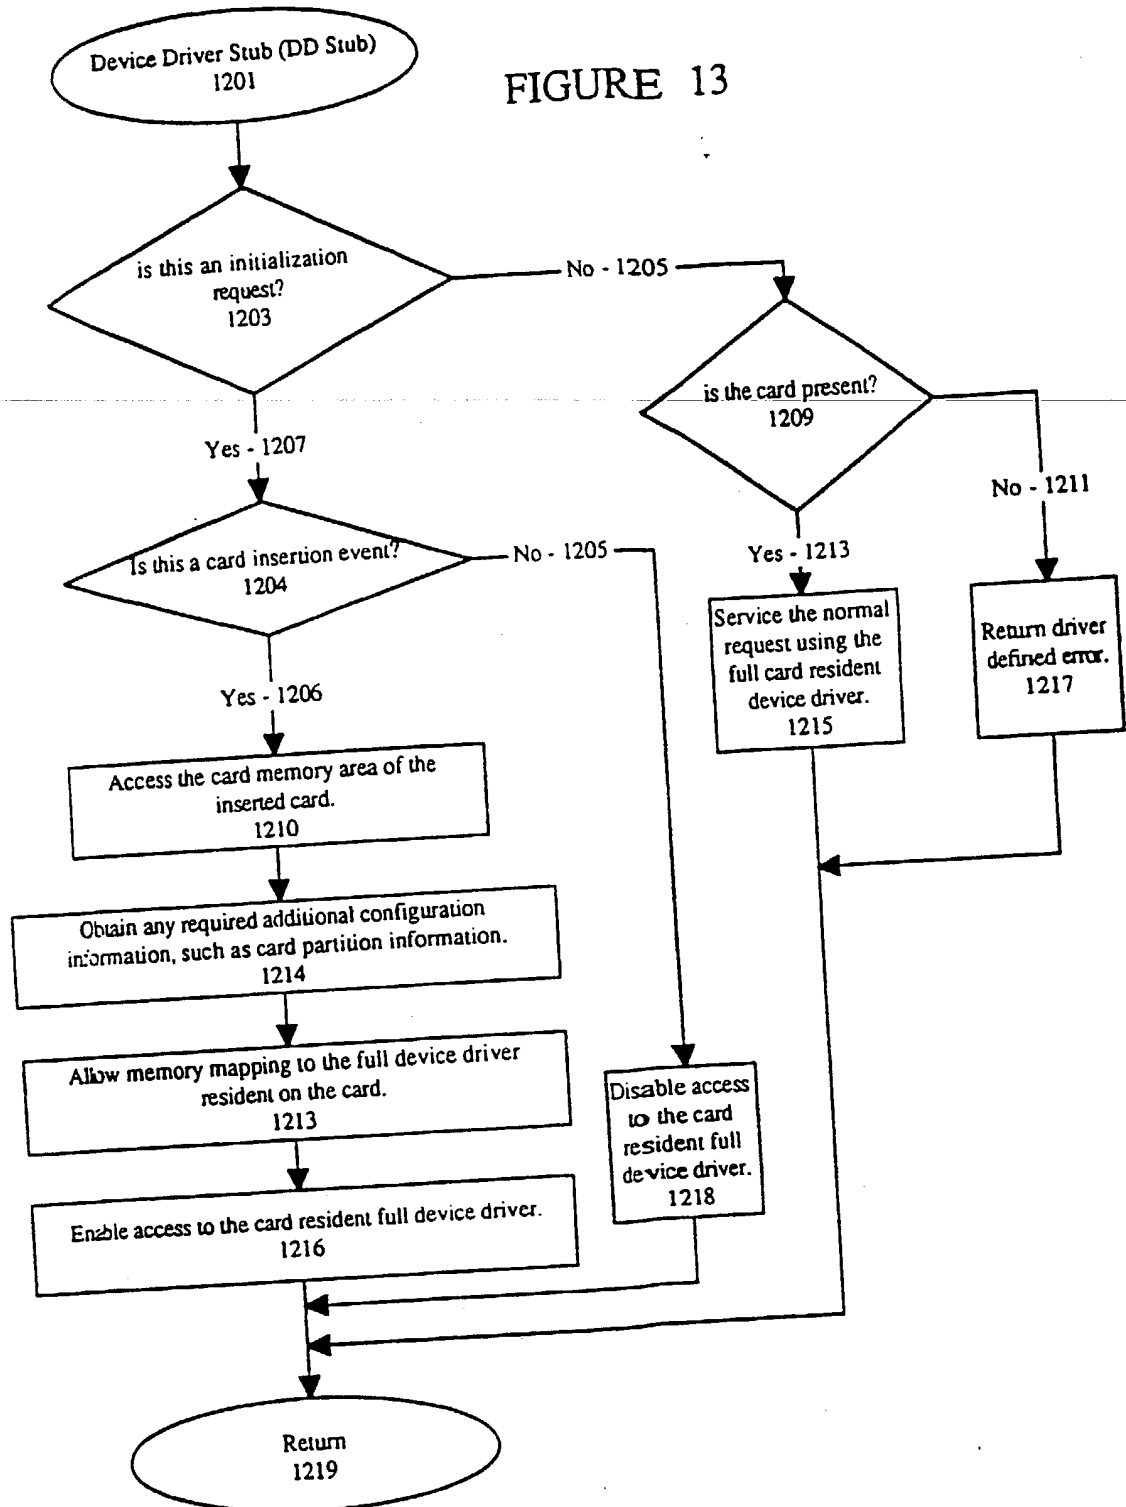 Device Driver Stub (DD Stub)
1201
FIGURE 13
is this an initialization
request?
1203
No - 1205
is the card present?
1209
Yes - 1207
No - 1211
Is this a card insertion event?
1204
No - 1205
Yes - 1213
Service the normal
request using the
full card resident
device driver.
1215
Return driver
defined error.
1217
Yes - 1206
Access the card memory area of the
inserted card.
1210
Obtain any required additional configuration
information, such as card partition information.
1214
Allow memory mapping to the full device driver
resident on the card.
1213
Disable access
to the card
resident full
device driver.
1218
Enable access to the card resident full device driver.
1216
Return
1219